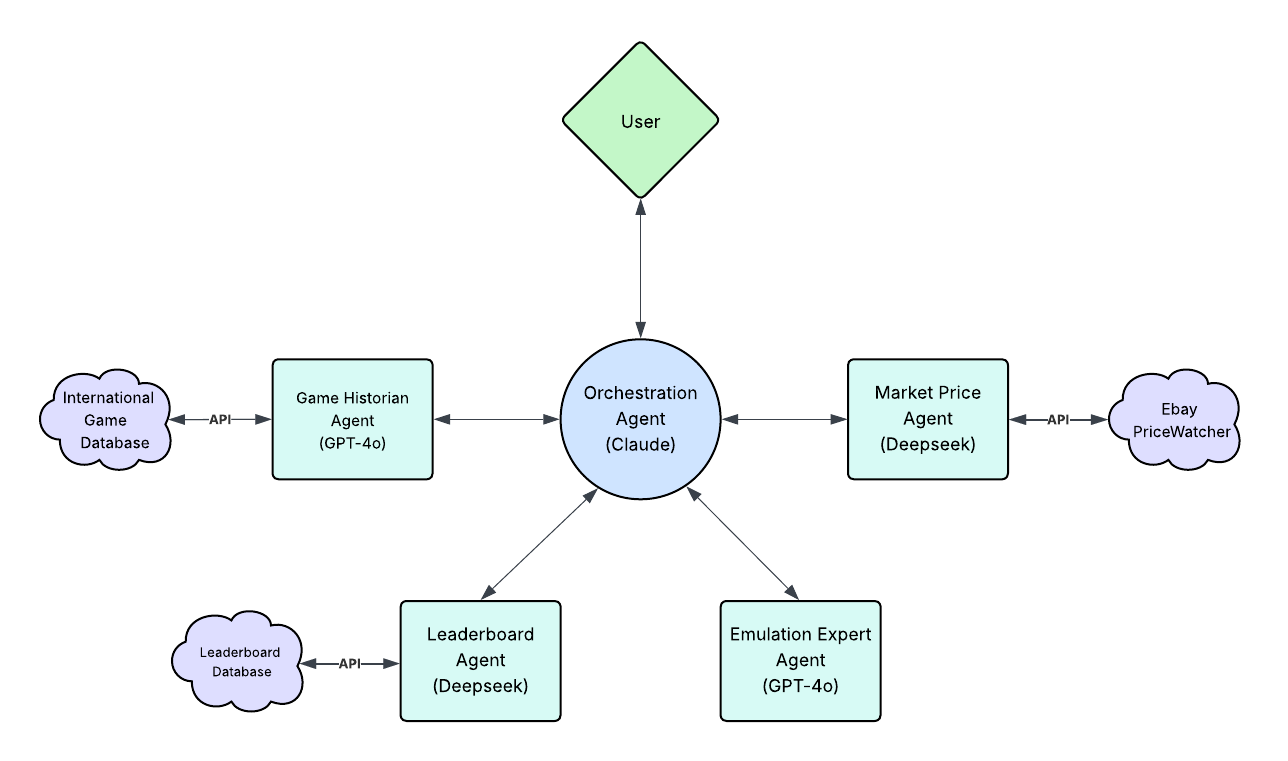 User
International
Game
Database
API
Game Historian
Agent
(GPT-4o)
Orchestration
Agent
(Claude)
Market Price
Agent
(Deepseek)
API
Ebay
PriceWatcher
Leaderboard
Database
API
Leaderboard
Agent
(Deepseek)
Emulation Expert
Agent
(GPT-4o)